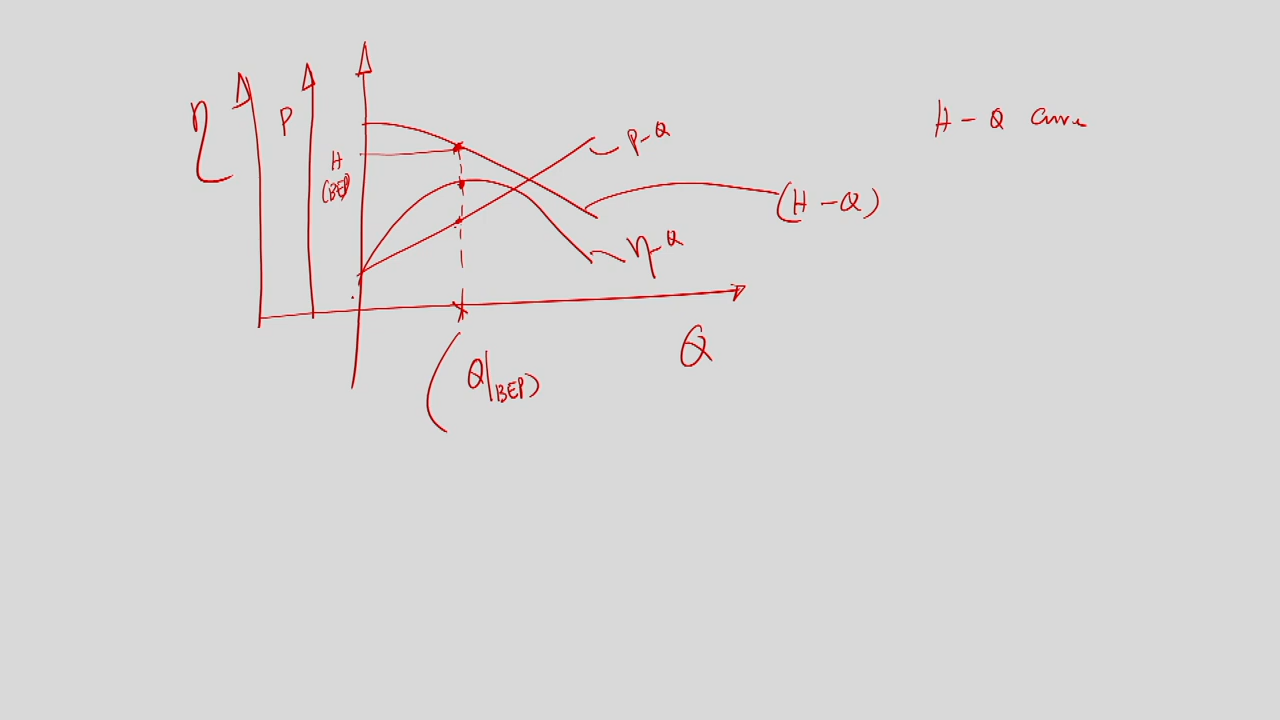 H - Q curve
η
P
H
(BEP)
P-Q
(H-Q)
η-Q
Q
Q|BEP)